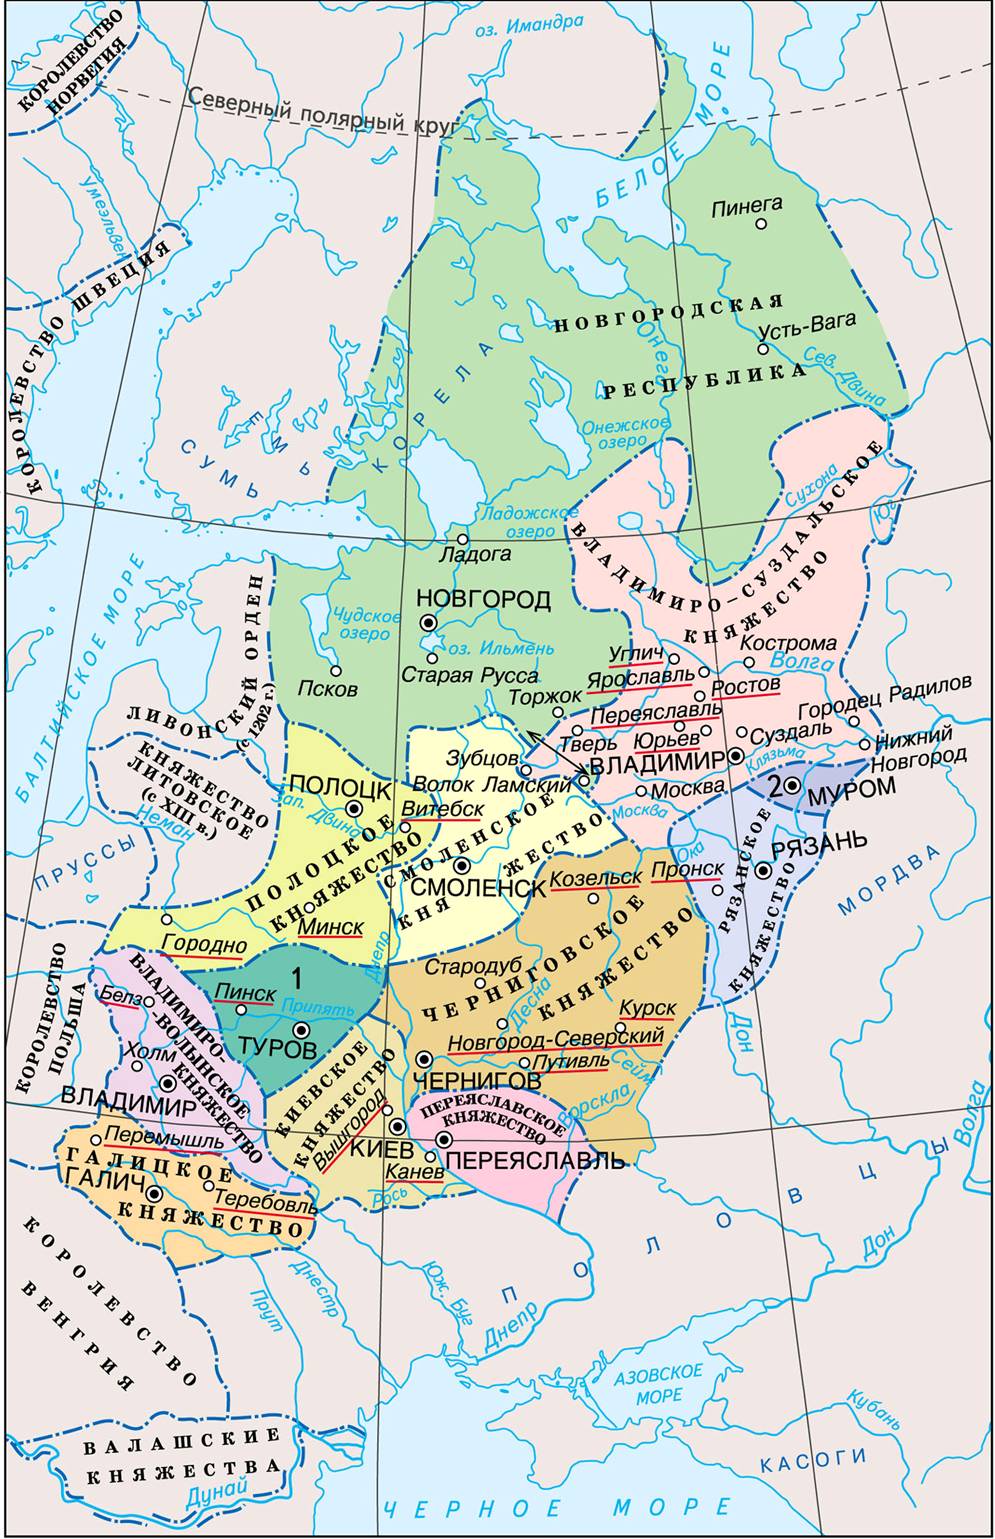 КОРОЛЕВСТВО
НОРВЕГИЯ
оз. Имандра
Северный полярный круг
БЕЛОЕ МОРЕ
Пинега
Умеэльвен
КОРОЛЕВСТВО ШВЕЦИЯ
НОВГОРОДСКАЯ
РЕСПУБЛИКА
Онега
Усть-Вага
Сев. Двина
КОРЕЛА
ЕМЬ
СУМЬ
Онежское
озеро
Сухона
Юг
Ладожское
озеро
Ладога
ВЛАДИМИРО-СУЗДАЛЬСКОЕ
КНЯЖЕСТВО
БАЛТИЙСКОЕ МОРЕ
НОВГОРОД
Чудское
озеро
оз. Ильмень
Старая Русса
Псков
Торжок
Углич
Ярославль
Кострома
Волга
Ростов
Переяславль
Городец Радилов
Тверь
Юрьев
Суздаль
Нижний
Новгород
ВЛАДИМИР
Клязьма
ЛИВОНСКИЙ ОРДЕН
(с 1202 г.)
КНЯЖЕСТВО
ЛИТОВСКОЕ
(с XIII в.)
Неман
ПРУССЫ
Зубцов
Волок Ламский
Москва
Москва
2
МУРОМ
ПОЛОЦК
Зап. Двина
Витебск
ПОЛОЦКОЕ
КНЯЖЕСТВО
СМОЛЕНСКОЕ
КНЯЖЕСТВО
СМОЛЕНСК
Козельск
Ока
Пронск
РЯЗАНЬ
РЯЗАНСКОЕ
КНЯЖЕСТВО
МОРДВА
Городно
Минск
Днепр
КОРОЛЕВСТВО
ПОЛЬША
ВЛАДИМИРО-
-ВОЛЫНСКОЕ
КНЯЖЕСТВО
Белз
Холм
ВЛАДИМИР
1
Пинск
Припять
ТУРОВ
Стародуб
ЧЕРНИГОВСКОЕ
КНЯЖЕСТВО
Десна
Курск
Новгород-Северский
Путивль
Сейм
ЧЕРНИГОВ
Дон
КИЕВСКОЕ
КНЯЖЕСТВО
Вышгород
КИЕВ
Канев
Рось
ПЕРЕЯСЛАВСКОЕ
КНЯЖЕСТВО
Ворскла
ПЕРЕЯСЛАВЛЬ
Волга
Перемышль
ГАЛИЦКОЕ
ГАЛИЧ
Теребовль
КНЯЖЕСТВО
ПОЛОВЦЫ
Дон
КОРОЛЕВСТВО
ВЕНГРИЯ
Прут
Днестр
Юж. Буг
Днепр
АЗОВСКОЕ
МОРЕ
Кубань
КАСОГИ
ВАЛАШСКИЕ
КНЯЖЕСТВА
Дунай
ЧЕРНОЕ МОРЕ